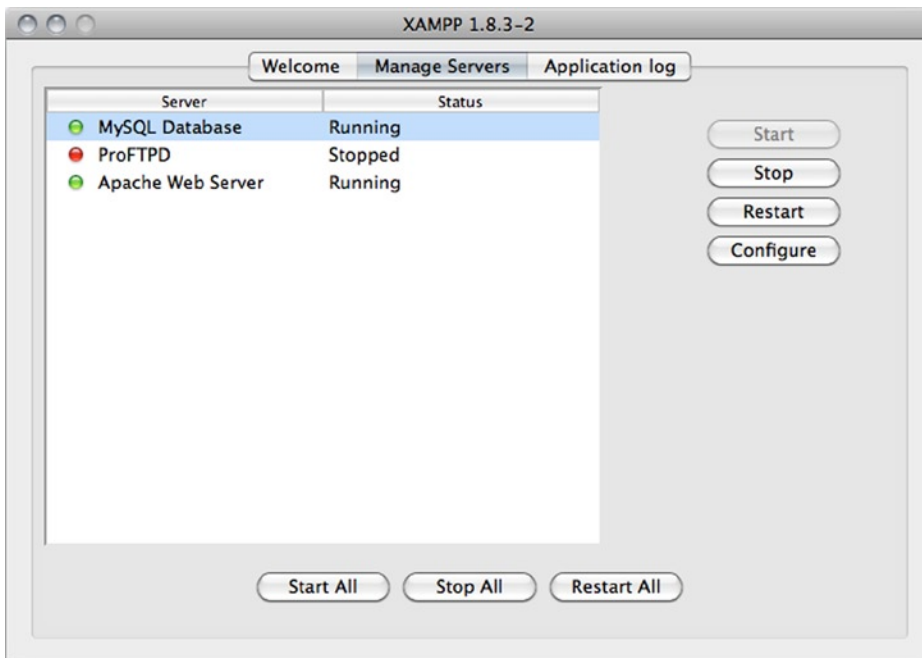 XAMPP 1.8.3-2
Welcome Manage Servers Application log
Server Status
MySQL Database Running
ProFTPD Stopped
Apache Web Server Running
Start
Stop
Restart
Configure
Start All Stop All Restart All